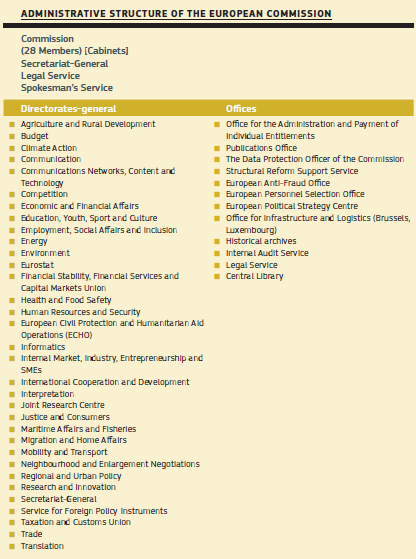 ADMINISTRATIVE STRUCTURE OF THE EUROPEAN COMMISSION
Commission
(28 Members) [Cabinets]
Secretariat-General
Legal Service
Spokesman's Service
Directorates-general
Agriculture and Rural Development
Budget
Climate Action
Communication
Communications Networks, Content and
Technology
Competition
Economic and Financial Affairs
Education, Youth, Sport and Culture
Employment, Social Affairs and Inclusion
Energy
Environment
Eurostat
Financial Stability, Financial Services and
Capital Markets Union
Health and Food Safety
Human Resources and Security
European Civil Protection and Humanitarian Aid
Operations (ECHO)
Informatics
Internal Market, Industry, Entrepreneurship and
SMEs
International Cooperation and Development
Interpretation
Joint Research Centre
Justice and Consumers
Maritime Affairs and Fisheries
Migration and Home Affairs
Mobility and Transport
Neighbourhood and Enlargement Negotiations
Regional and Urban Policy
Research and Innovation
Secretariat-General
Service for Foreign Policy Instruments
Taxation and Customs Union
Trade
Translation
Offices
Office for the Administration and Payment of
Individual Entitlements
Publications Office
The Data Protection Officer of the Commission
Structural Reform Support Service
European Anti-Fraud Office
European Personnel Selection Office
European Political Strategy Centre
Office for Infrastructure and Logistics (Brussels,
Luxembourg)
Historical archives
Internal Audit Service
Legal Service
Central Library